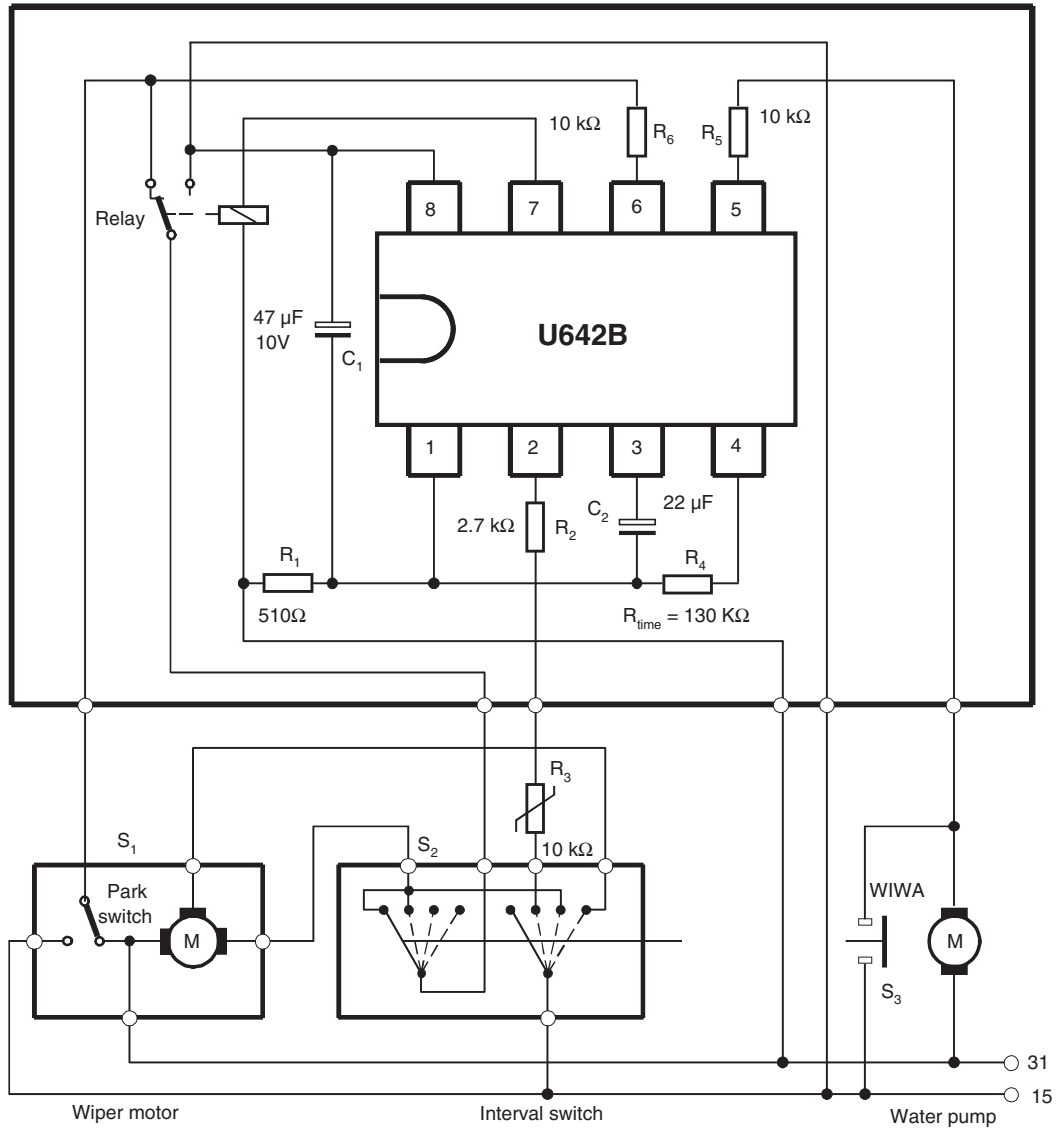 10 kΩ
R6
R5
10 kΩ
8
7
6
5
Relay
47 µF
10V
C1
U642B
1
2
3
4
2.7 kΩ
R2
C2
22 µF
R1
R4
510Ω
Rtime = 130 KΩ
R3
S1
S2
10 kΩ
Park
switch
WIWA
M
M
S3
31
15
Wiper motor
Interval switch
Water pump